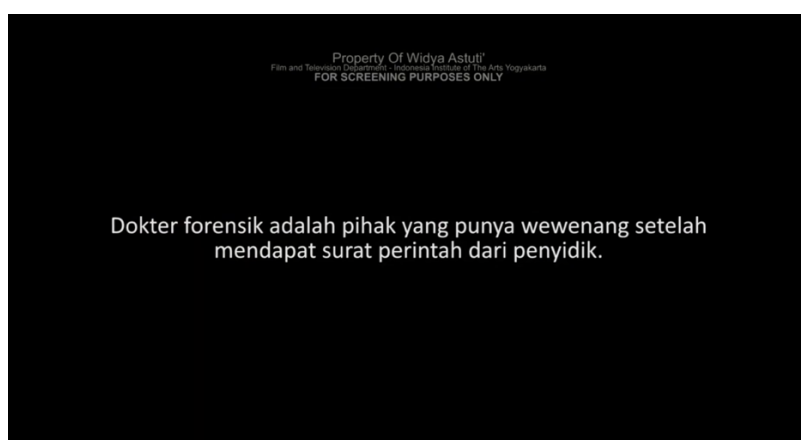 Property Of Widya Astuti'
Film and Television Department - Indonesia Institute of The Arts Yogyakarta
FOR SCREENING PURPOSES ONLY
Dokter forensik adalah pihak yang punya wewenang setelah
mendapat surat perintah dari penyidik.